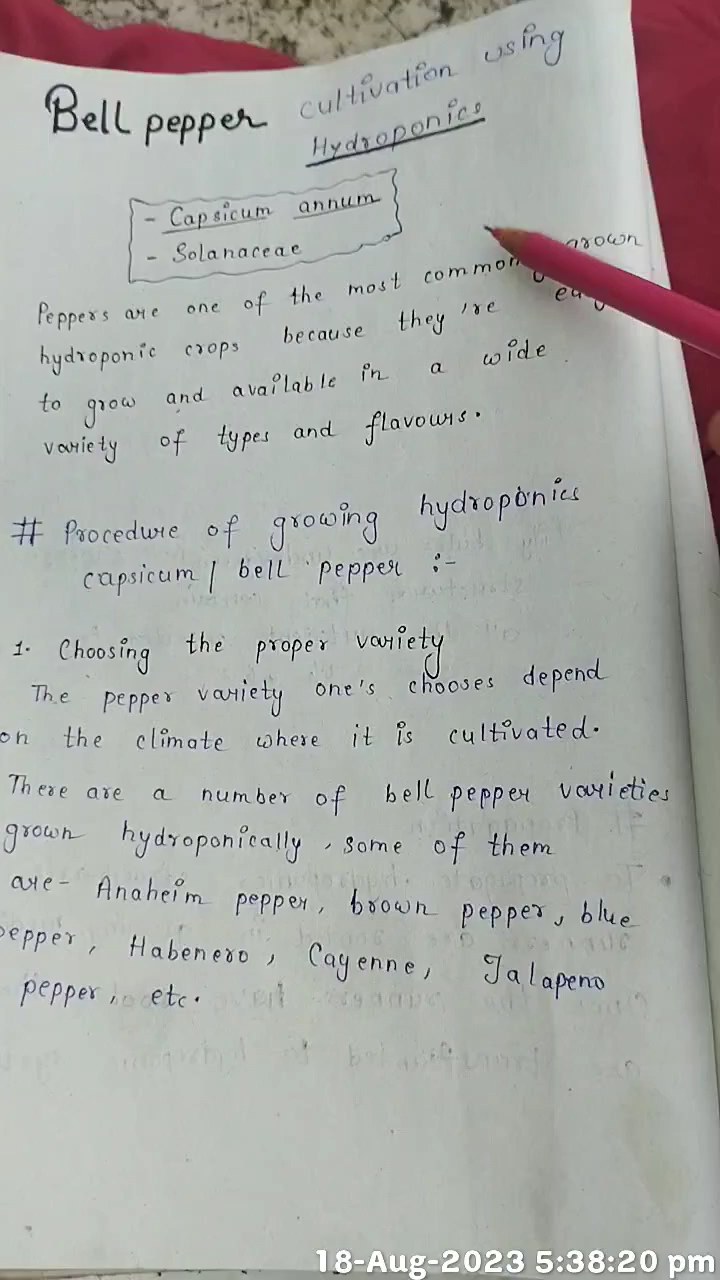 Bell pepper cultivation using
Hydroponics
- Capsicum annum
- Solanaceae
Peppers are one of the most common grown
hydroponic crops because they're
to grow and available in a wide
variety of types and flavours.
# Procedure of growing hydroponics
capsicum / bell pepper :-
1. Choosing the proper variety
The pepper variety one's chooses depend
on the climate where it is cultivated.
There are a number of bell pepper varieties
grown hydroponically, some of them
are- Anaheim pepper, brown pepper, blue
pepper, Habenero, Cayenne, Jalapeno
pepper, etc.
18-Aug-2023 5:38:20 pm